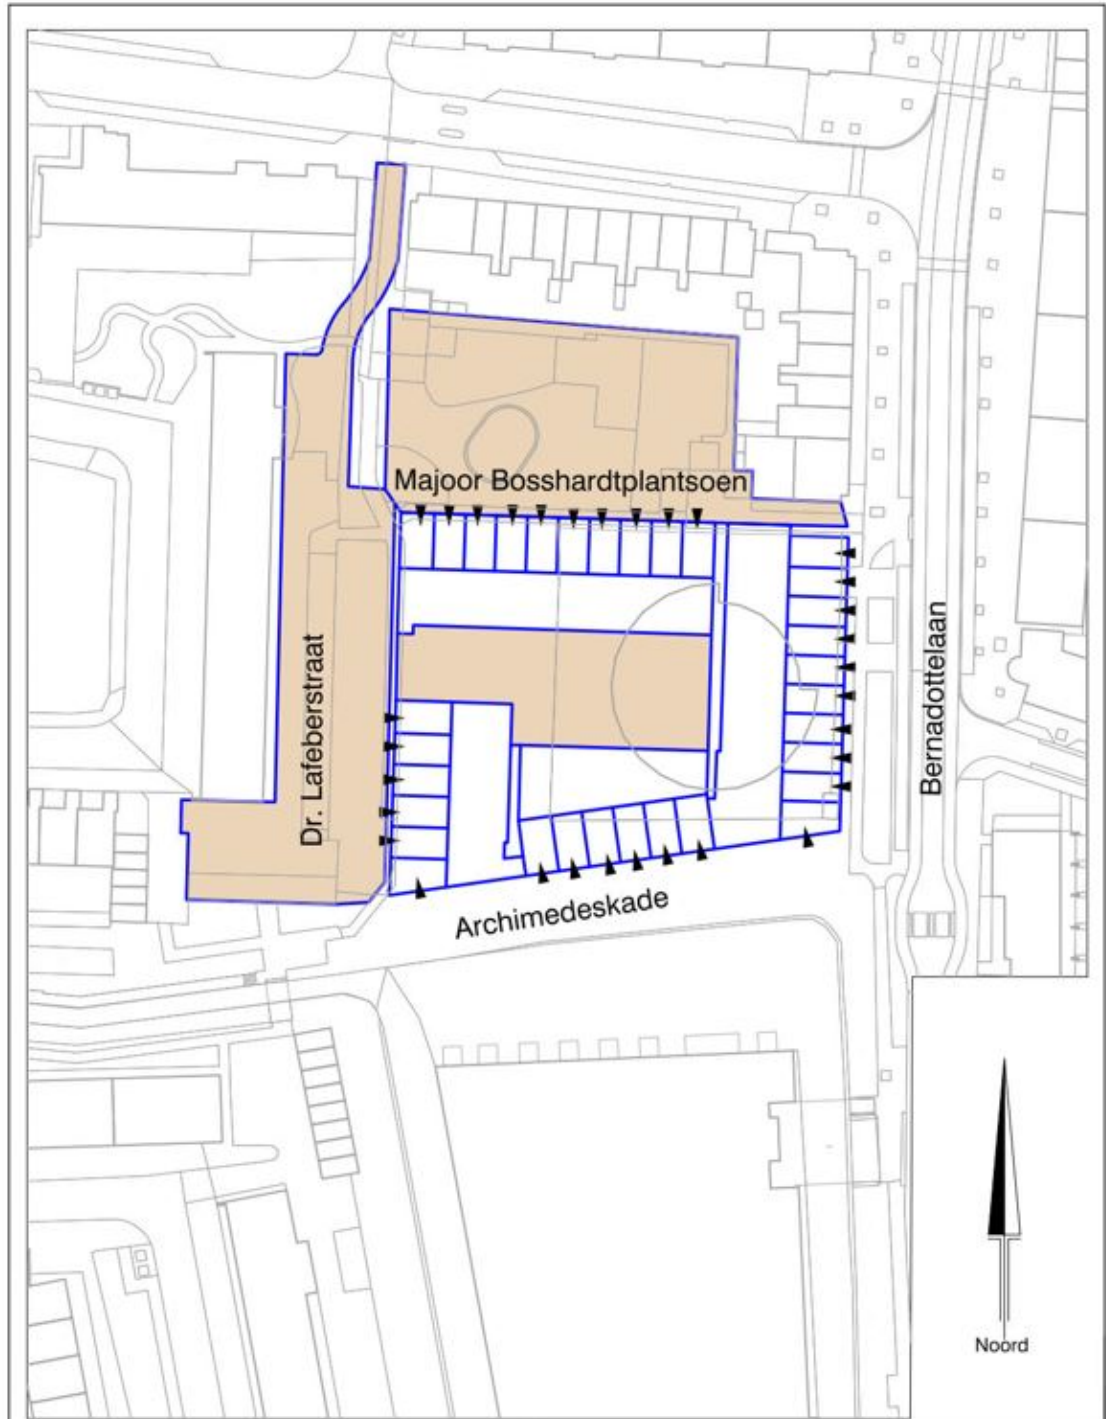 Majoor Bosshardtplantsoen
Dr. Lafeberstraat
Bernadottelaan
Archimedeskade
Noord